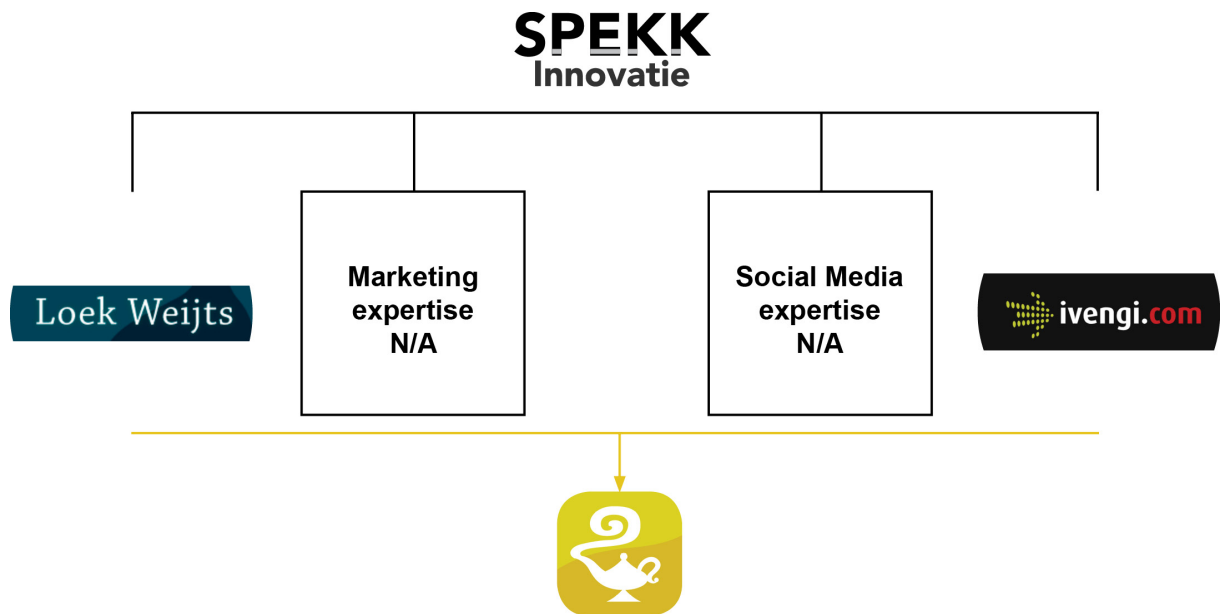 SPEKK
Innovatie
Loek Weijts
Marketing
expertise
N/A
Social Media
expertise
N/A
ivengi.com